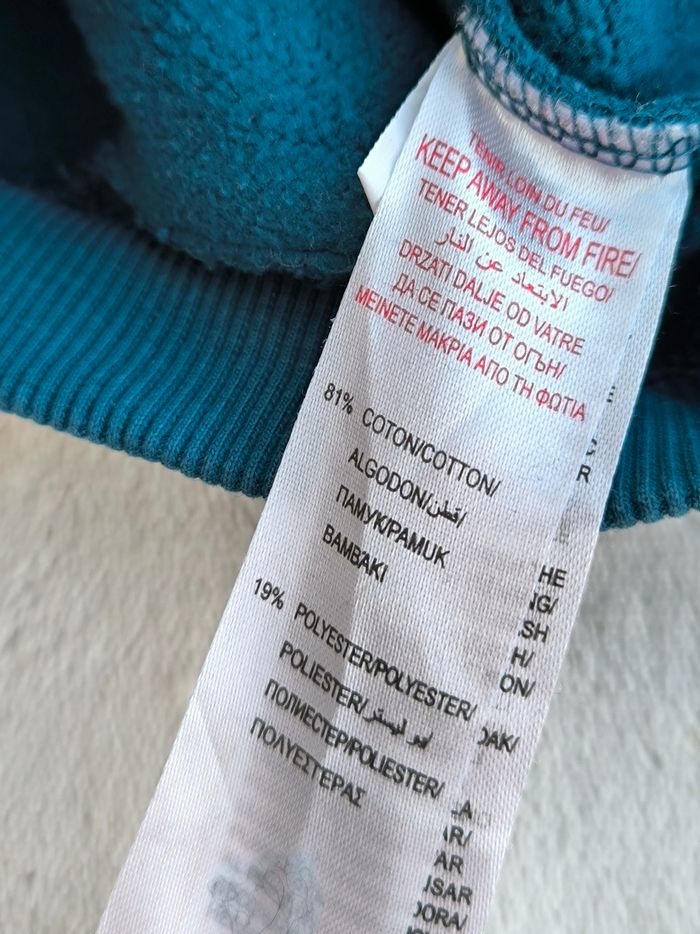 TENIR LOIN DU FEU/
KEEP AWAY FROM FIRE/
TENER LEJOS DEL FUEGO/
الابتعاد عن النار
DRZATI DALJE OD VATRE
ДА СЕ ПАЗИ ОТ ОГЪН/
ΜΕΙΝΕΤΕ ΜΑΚΡΙΑ ΑΠΟ ΤΗ ΦΩΤΙΑ
81% COTON/COTTON/
ALGODON/قطن/
ПАМУК/PAMUK
ΒΑΜΒΑΚΙ
19% POLYESTER/POLYESTER/
POLIESTER/بوليستر/
ПОЛИЕСТЕР/POLIESTER/
ΠΟΛΥΕΣΤΕΡΑΣ